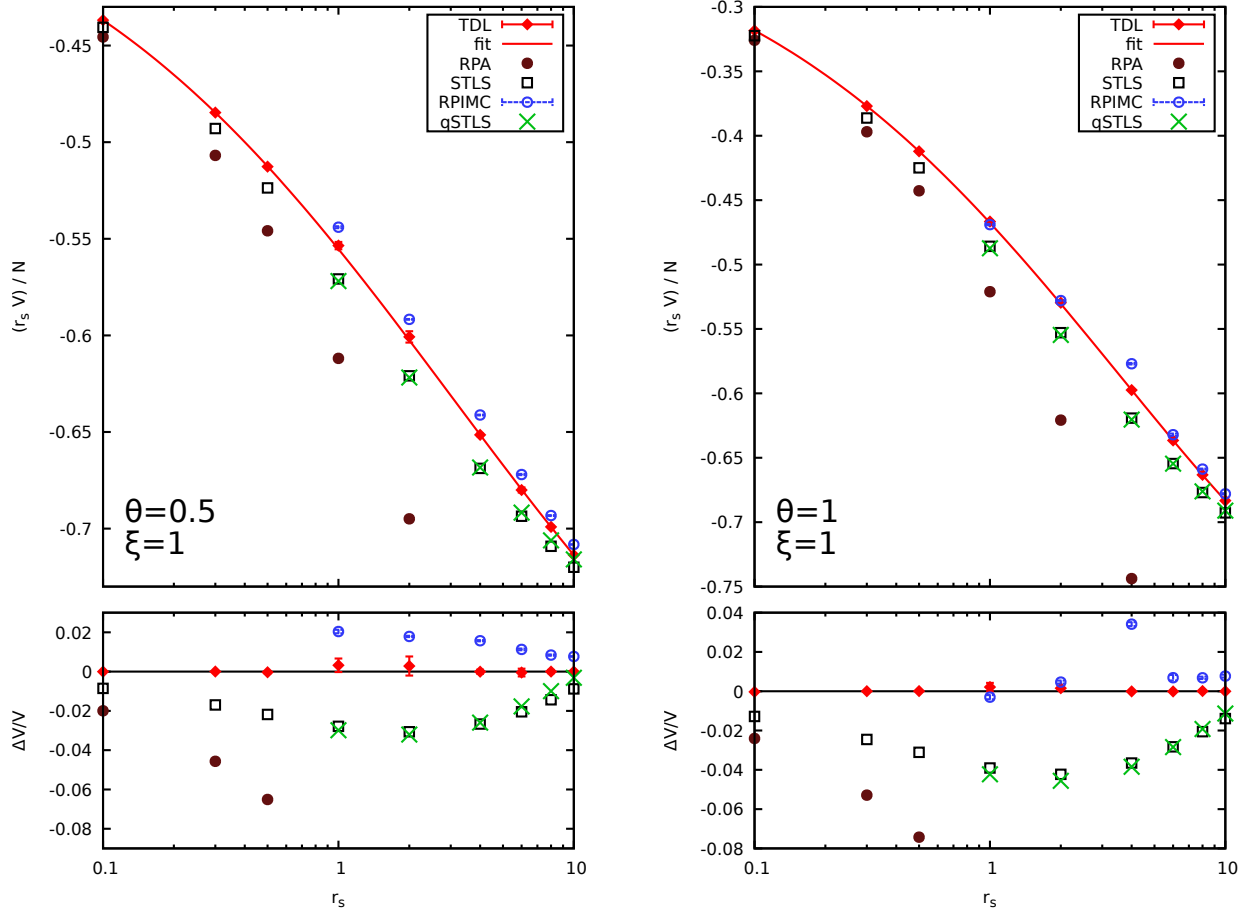 -0.45
-0.5
-0.55
-0.6
-0.65
-0.7
(r_s V) / N
TDL
fit
RPA
STLS
RPIMC
qSTLS
θ=0.5
ξ=1
0.02
0
-0.02
-0.04
-0.06
-0.08
ΔV/V
0.1
1
10
r_s
-0.3
-0.35
-0.4
-0.45
-0.5
-0.55
-0.6
-0.65
-0.7
-0.75
(r_s V) / N
TDL
fit
RPA
STLS
RPIMC
qSTLS
θ=1
ξ=1
0.04
0.02
0
-0.02
-0.04
-0.06
-0.08
ΔV/V
0.1
1
10
r_s